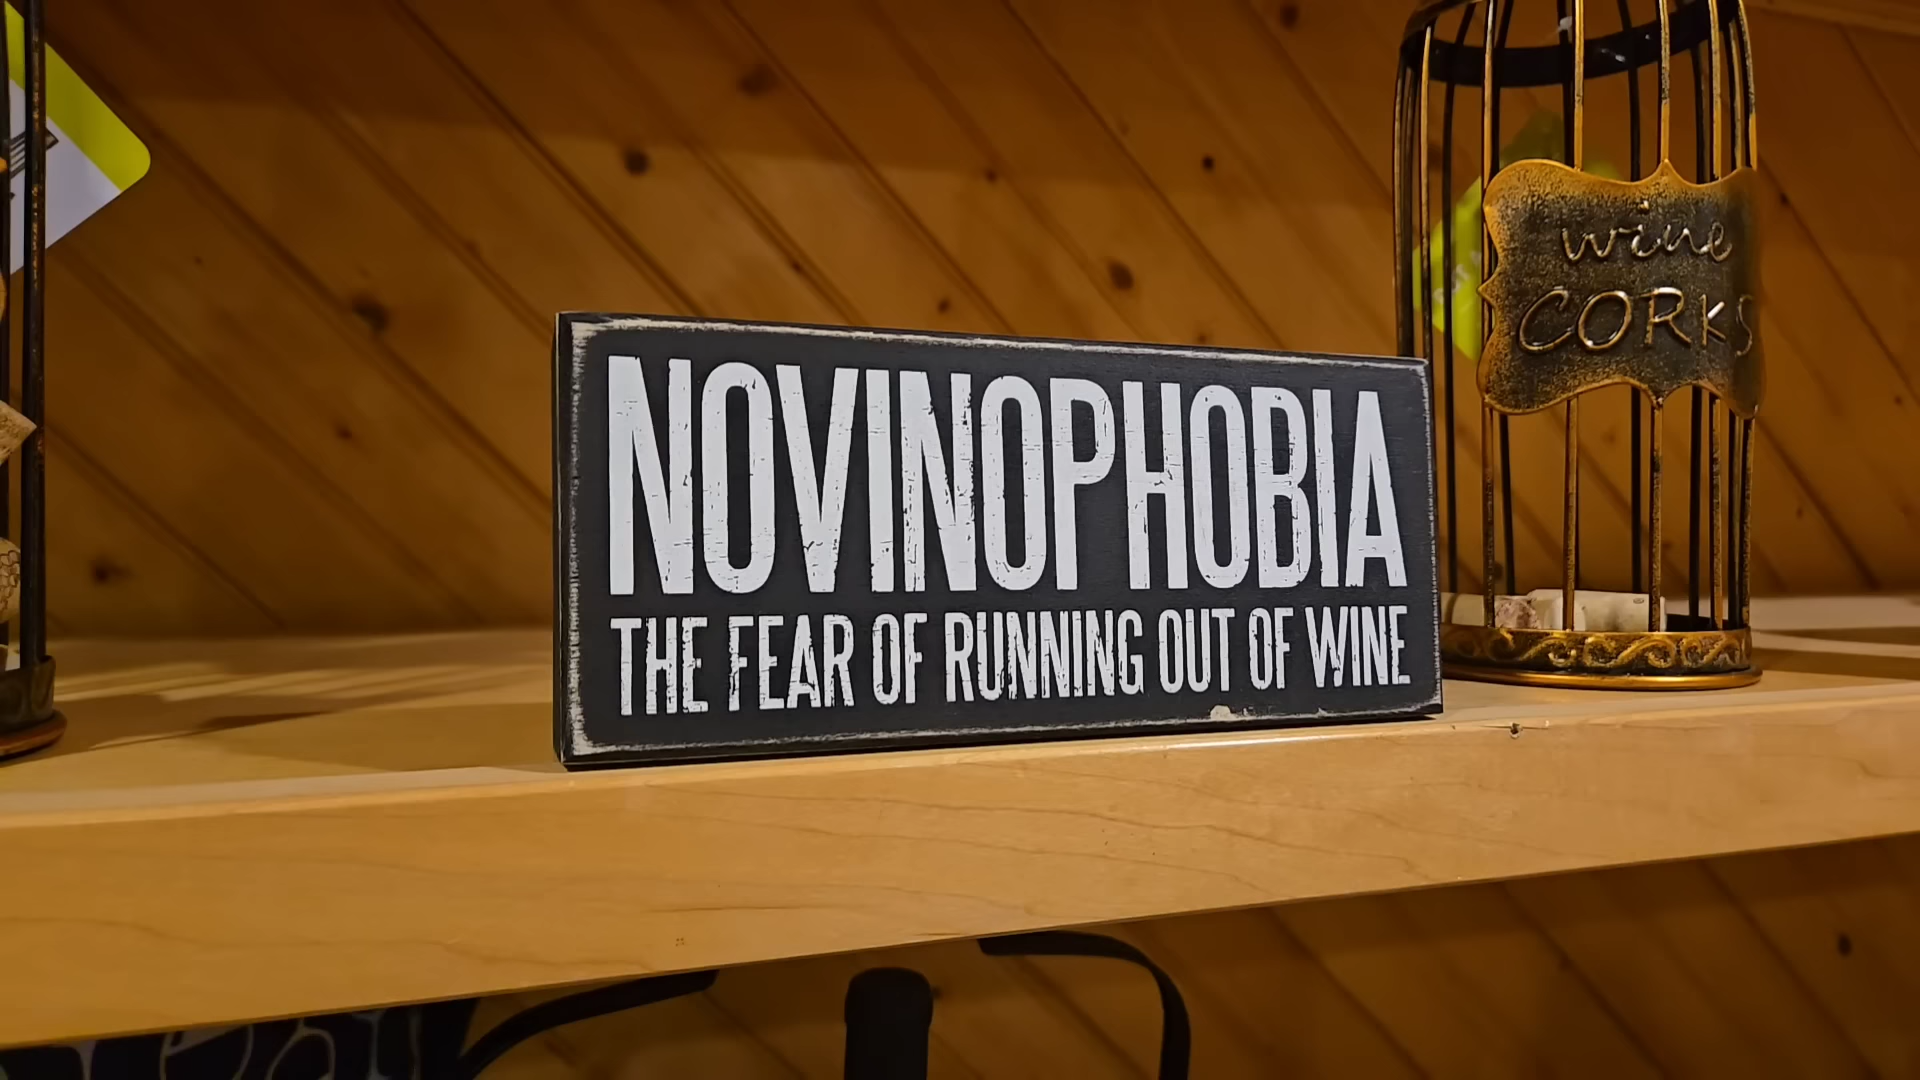 NOVINOPHOBIA
THE FEAR OF RUNNING OUT OF WINE
wine
CORKS